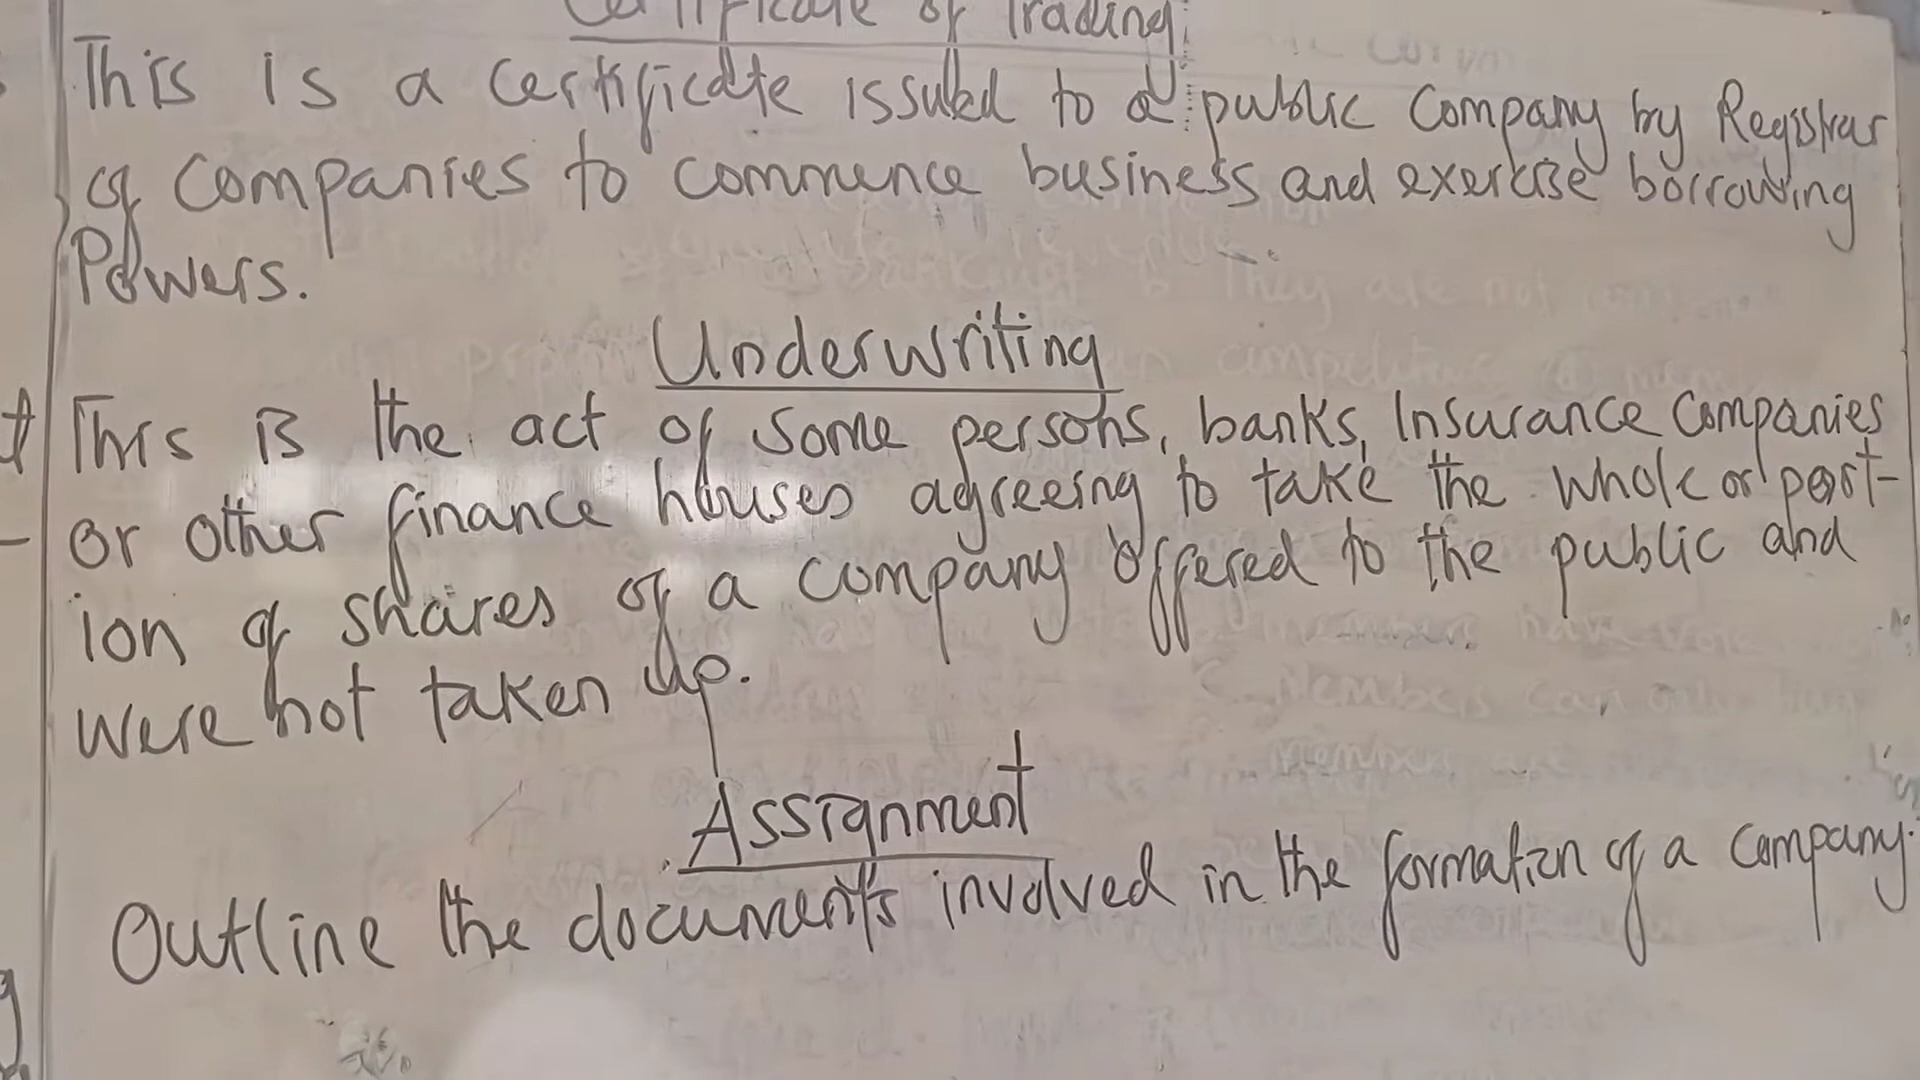 Certificate of Trading
This is a certificate issued to a public Company by Registrar
of Companies to commence business and exercise borrowing
Powers.
Underwriting
This is the act of some persons, banks, Insurance Companies
or other finance houses agreeing to take the whole or port-
ion of shares of a company offered to the public and
were not taken up.
Assignment
Outline the documents involved in the formation of a company.